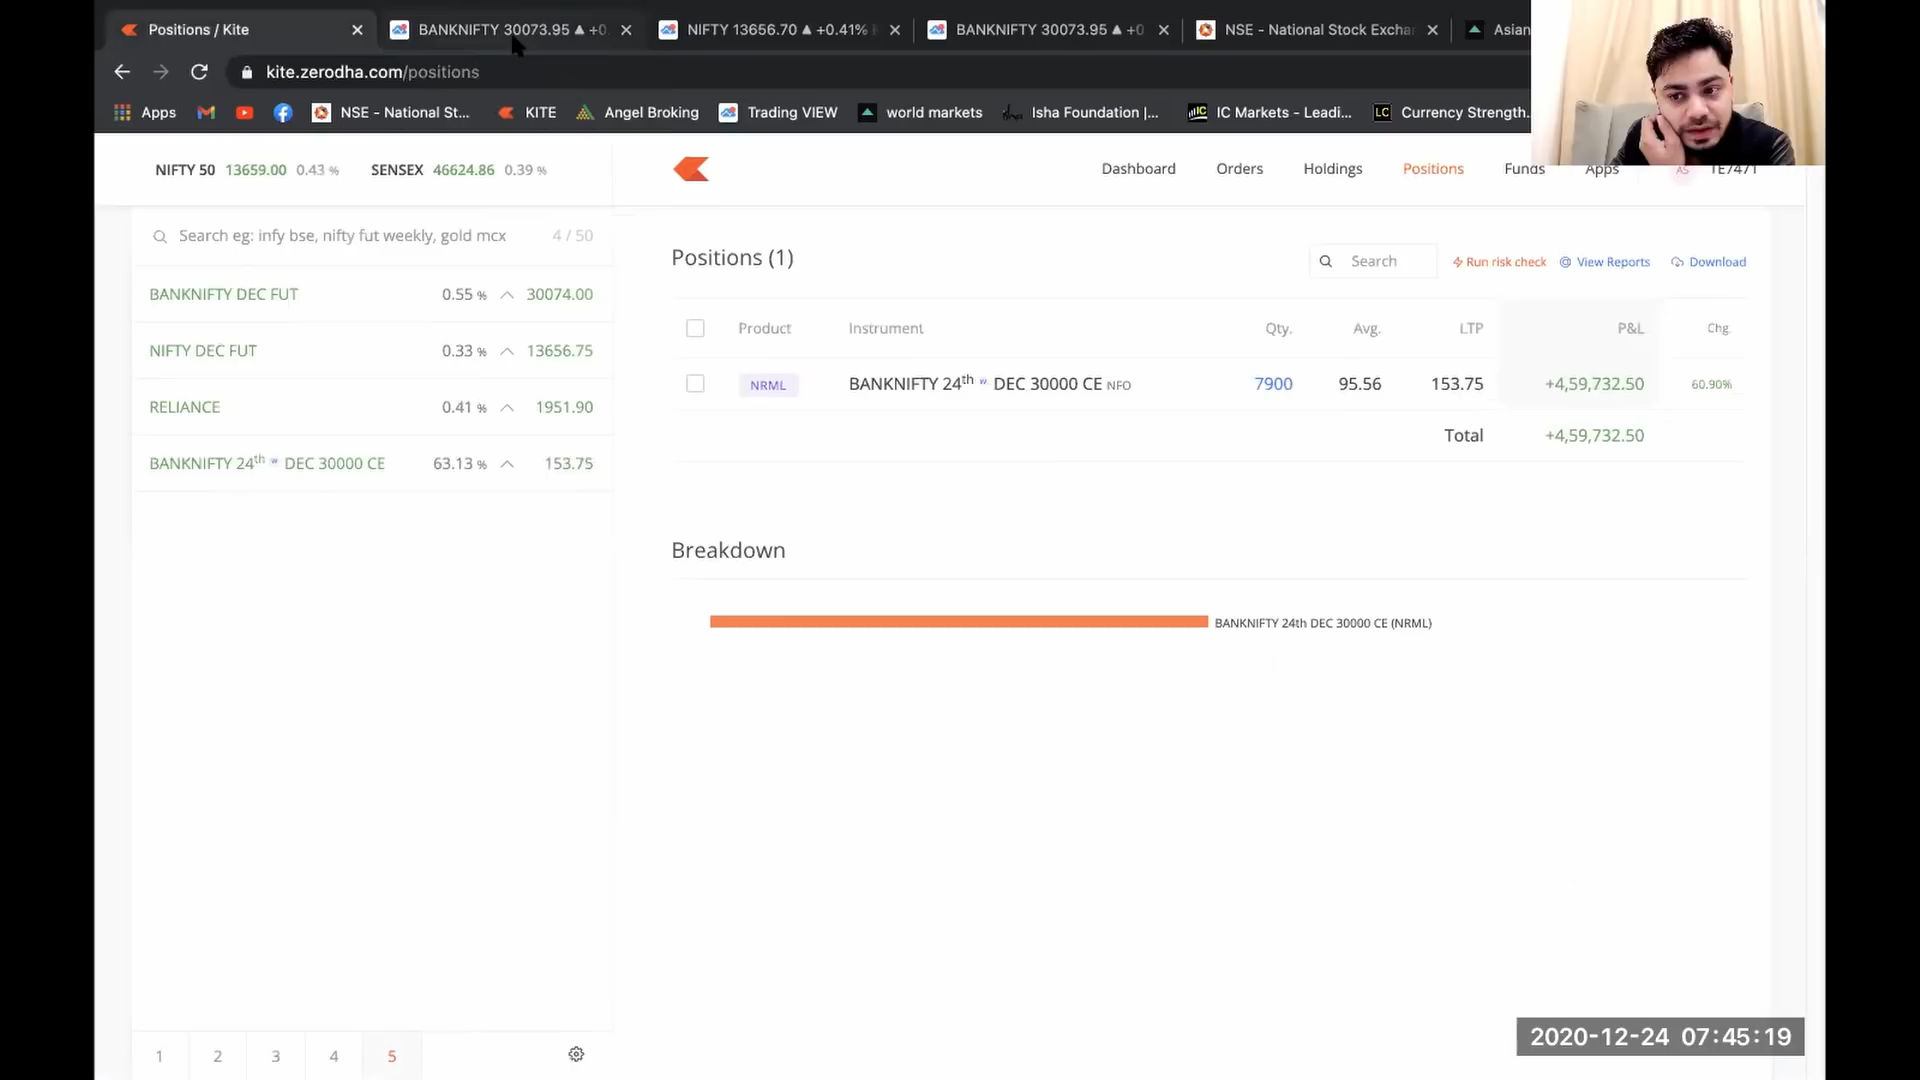 Positions / Kite
BANKNIFTY 30073.95 ▲ +0.
NIFTY 13656.70 ▲ +0.41%
BANKNIFTY 30073.95 ▲ +0
NSE - National Stock Excha
Asian
kite.zerodha.com/positions
Apps
NSE - National St...
KITE
Angel Broking
Trading VIEW
world markets
Isha Foundation |...
IC Markets - Leadi...
Currency Strength.
NIFTY 50 13659.00 0.43 % SENSEX 46624.86 0.39 %
Dashboard Orders Holdings Positions Funds Apps AS TE7471
Search eg: infy bse, nifty fut weekly, gold mcx 4 / 50
BANKNIFTY DEC FUT 0.55 % 30074.00
NIFTY DEC FUT 0.33 % 13656.75
RELIANCE 0.41 % 1951.90
BANKNIFTY 24th w DEC 30000 CE 63.13 % 153.75
1 2 3 4 5
Positions (1)
Search Run risk check View Reports Download
Product Instrument Qty. Avg. LTP P&L Chg.
NRML BANKNIFTY 24th w DEC 30000 CE NFO 7900 95.56 153.75 +4,59,732.50 60.90%
Total +4,59,732.50
Breakdown
BANKNIFTY 24th DEC 30000 CE (NRML)
2020-12-24 07:45:19